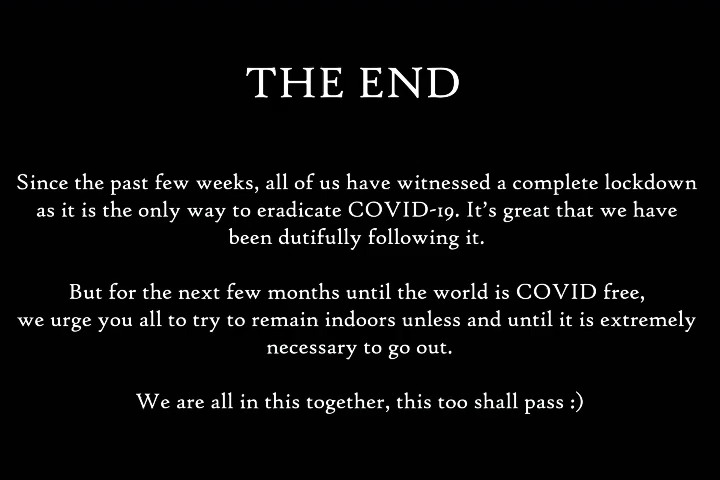 THE END
Since the past few weeks, all of us have witnessed a complete lockdown
as it is the only way to eradicate COVID-19. It's great that we have
been dutifully following it.
But for the next few months until the world is COVID free,
we urge you all to try to remain indoors unless and until it is extremely
necessary to go out.
We are all in this together, this too shall pass :)